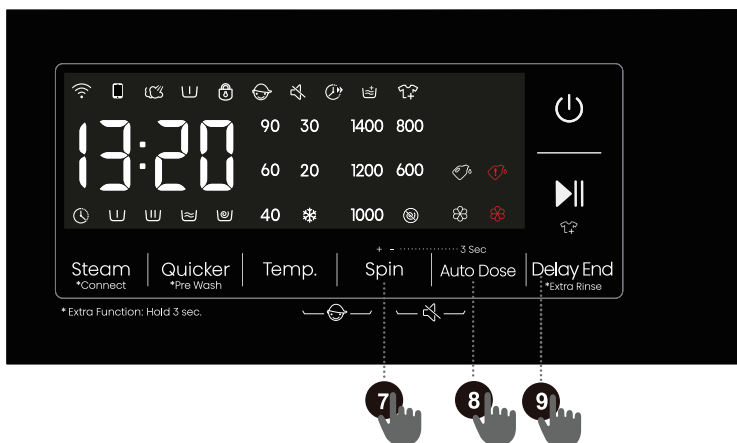 13:20
90 30 1400 800
60 20 1200 600
40 1000
+ - 3 Sec
Steam Quicker Temp. Spin Auto Dose Delay End
*Connect *Pre Wash *Extra Rinse
* Extra Function: Hold 3 sec.
7 8 9